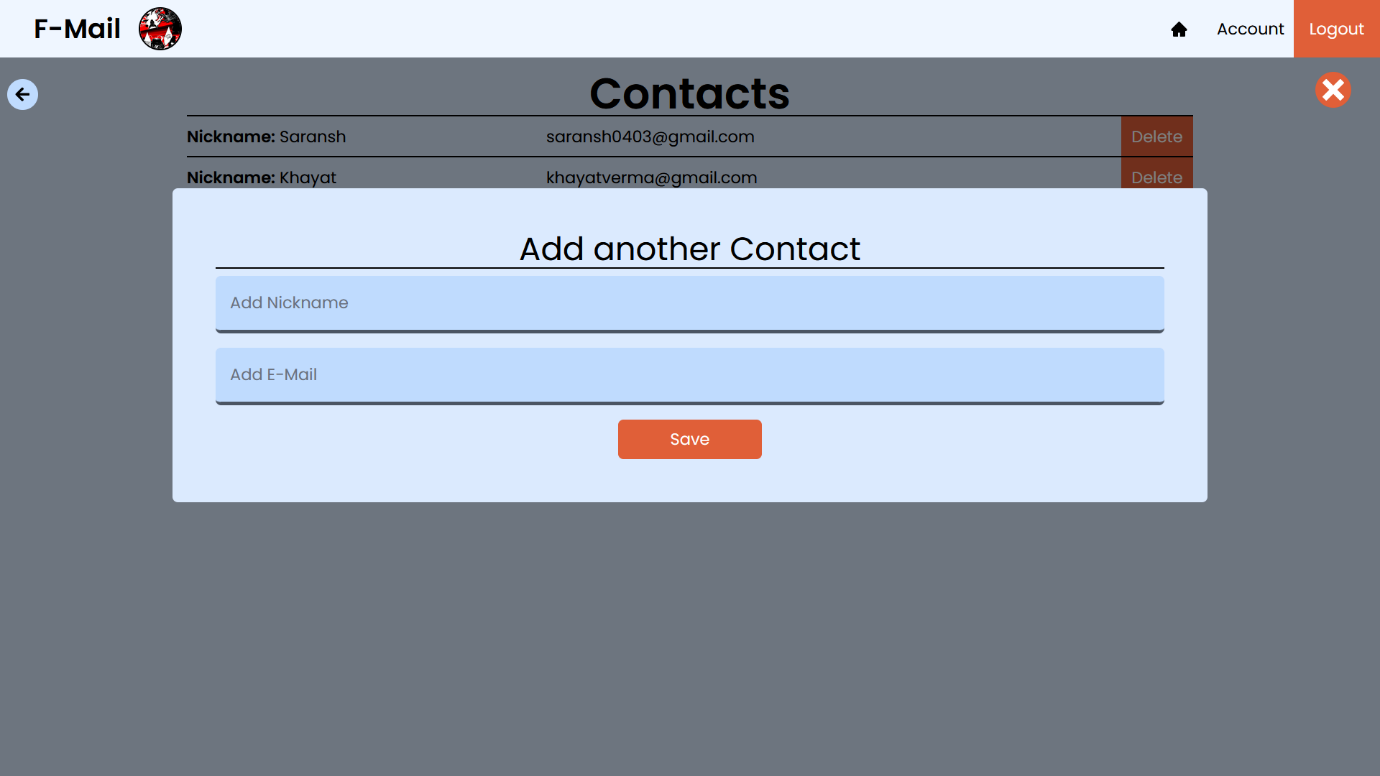 F-Mail
Account
Logout
Contacts
Nickname: Saransh saransh0403@gmail.com Delete
Nickname: Khayat khayatverma@gmail.com Delete
Add another Contact
Add Nickname
Add E-Mail
Save